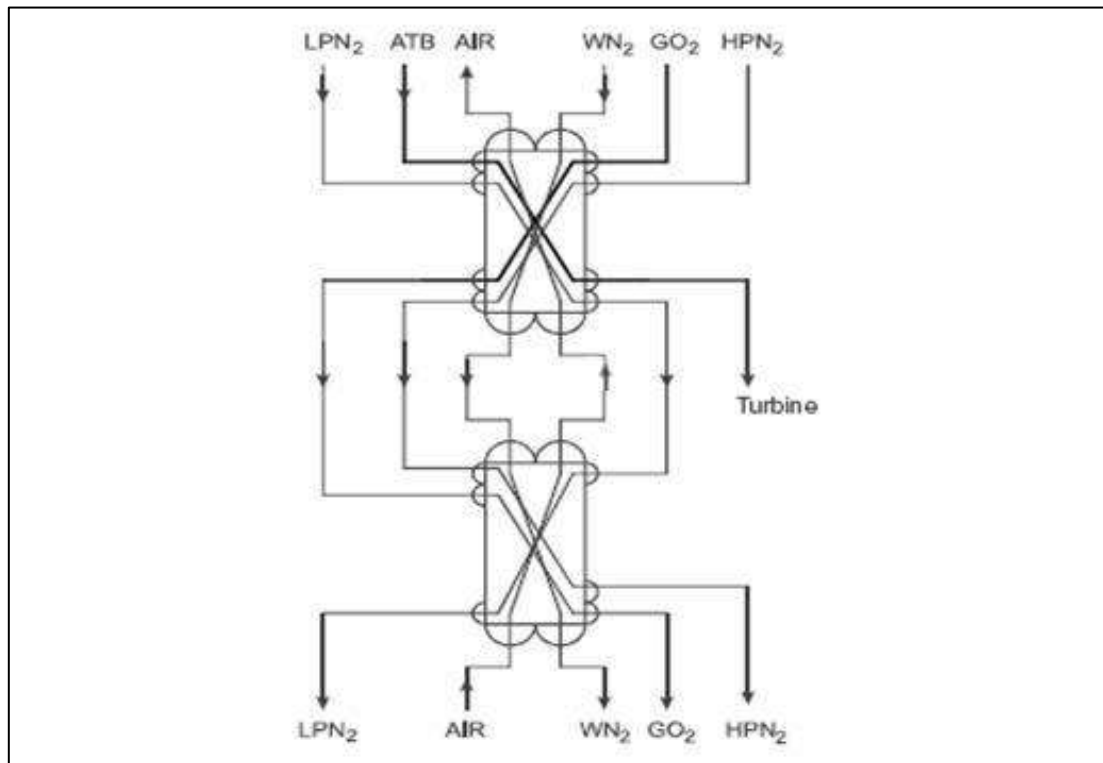 LPN₂ ATB AIR WN₂ GO₂ HPN₂
Turbine
LPN₂ AIR WN₂ GO₂ HPN₂